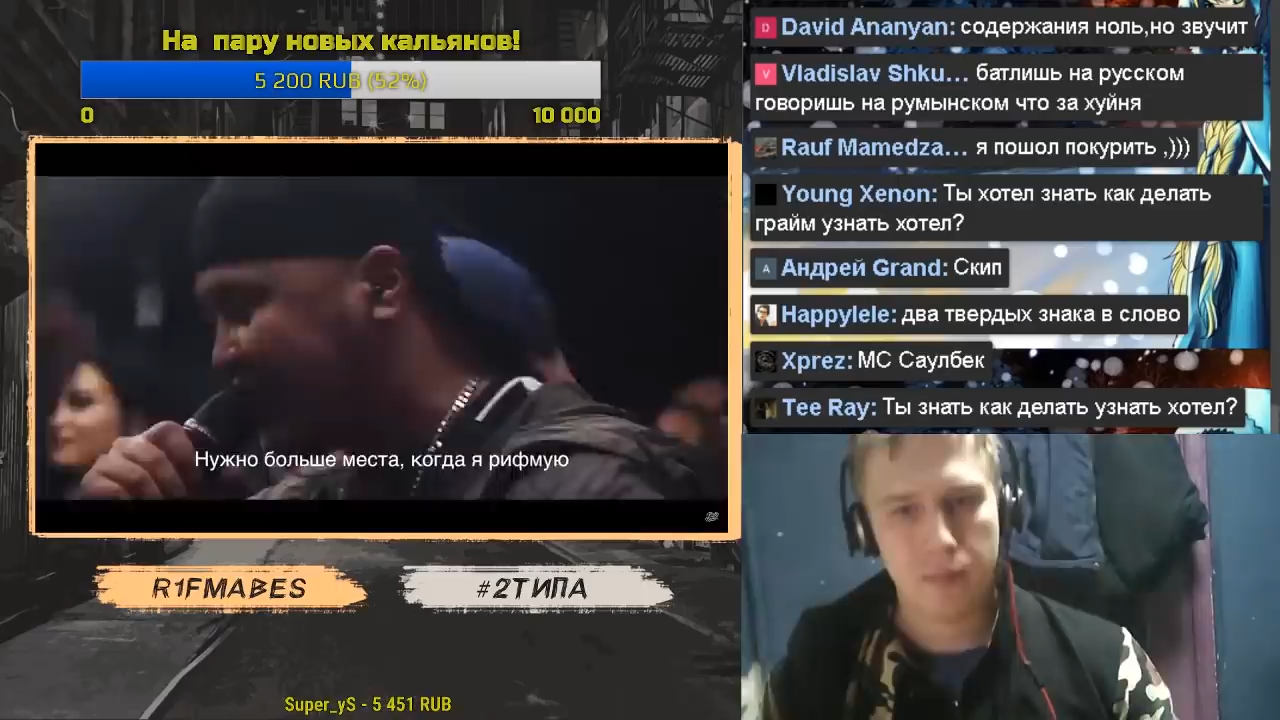 На пару новых кальянов!
5 200 RUB (52%)
0
10 000
Нужно больше места, когда я рифмую
R1FMABES
#2ТИПА
Super_yS - 5 451 RUB
David Ananyan: содержания ноль,но звучит
Vladislav Shku... батлишь на русском
говоришь на румынском что за хуйня
Rauf Mamedza... я пошол покурить ,)))
Young Xenon: Ты хотел знать как делать
грайм узнать хотел?
Андрей Grand: Скип
Happylele: два твердых знака в слово
Xprez: МС Саулбек
Tee Ray: Ты знать как делать узнать хотел?